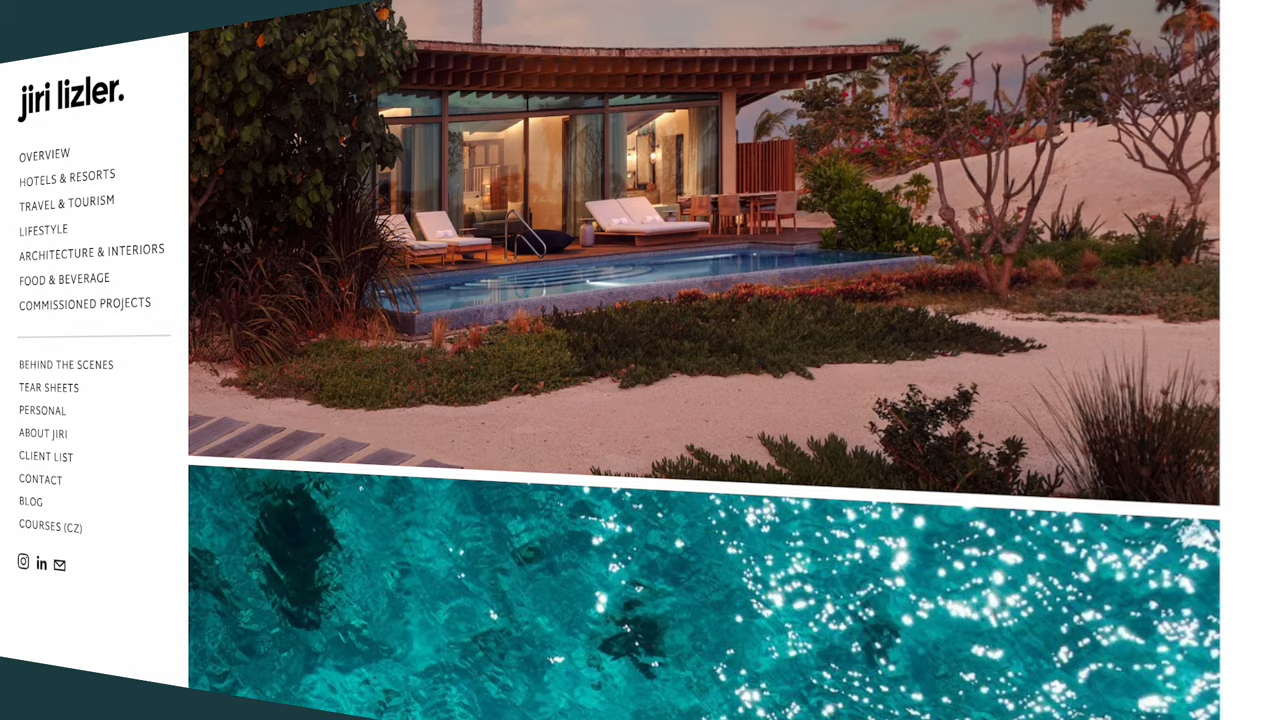 jiri lizler.
OVERVIEW
HOTELS & RESORTS
TRAVEL & TOURISM
LIFESTYLE
ARCHITECTURE & INTERIORS
FOOD & BEVERAGE
COMMISSIONED PROJECTS
BEHIND THE SCENES
TEAR SHEETS
PERSONAL
ABOUT JIRI
CLIENT LIST
CONTACT
BLOG
COURSES (CZ)
in